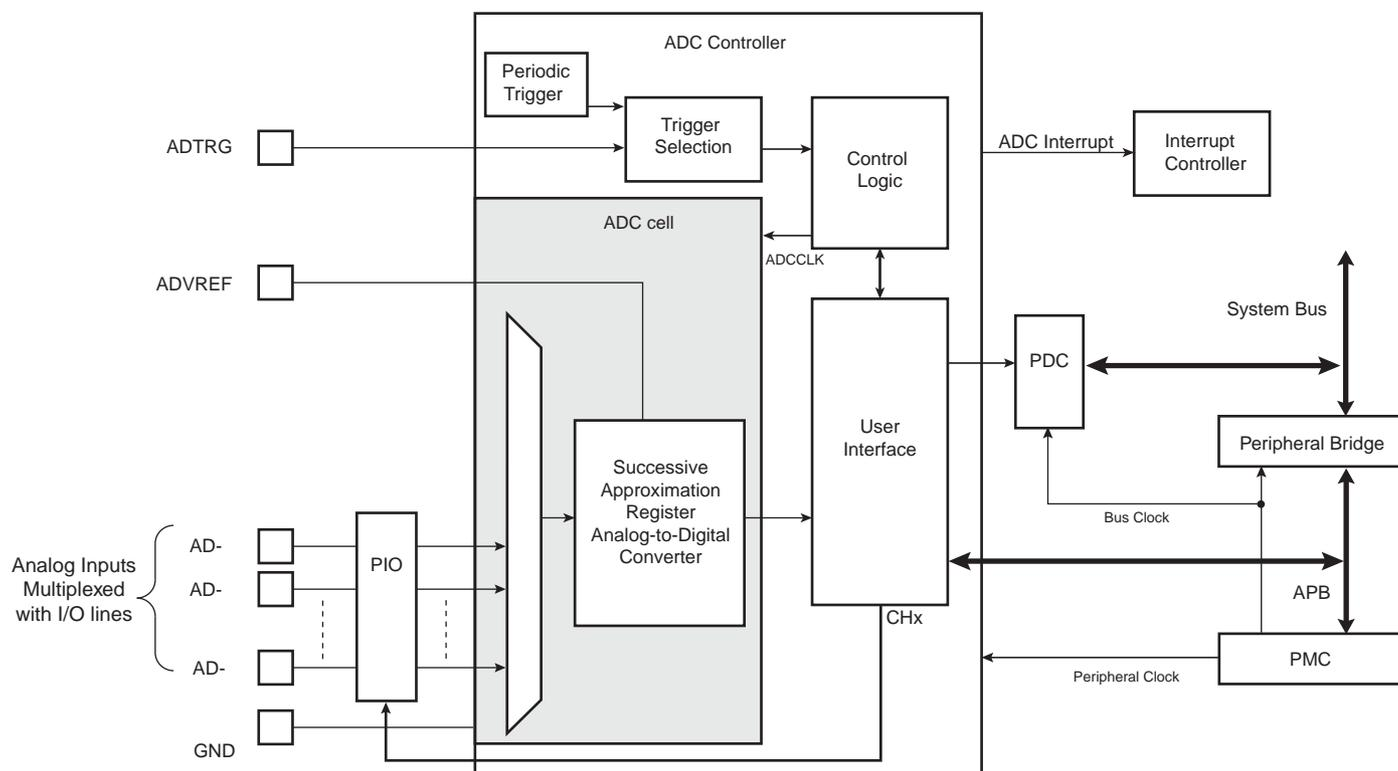 ADC Controller
Periodic
Trigger
Trigger
Selection
Control
Logic
ADTRG
ADC Interrupt
Interrupt
Controller
ADC cell
ADCCLK
ADVREF
System Bus
PDC
User
Interface
Peripheral Bridge
Successive
Approximation
Register
Analog-to-Digital
Converter
Bus Clock
Analog Inputs
Multiplexed
with I/O lines
AD-
AD-
AD-
PIO
APB
CHx
PMC
Peripheral Clock
GND